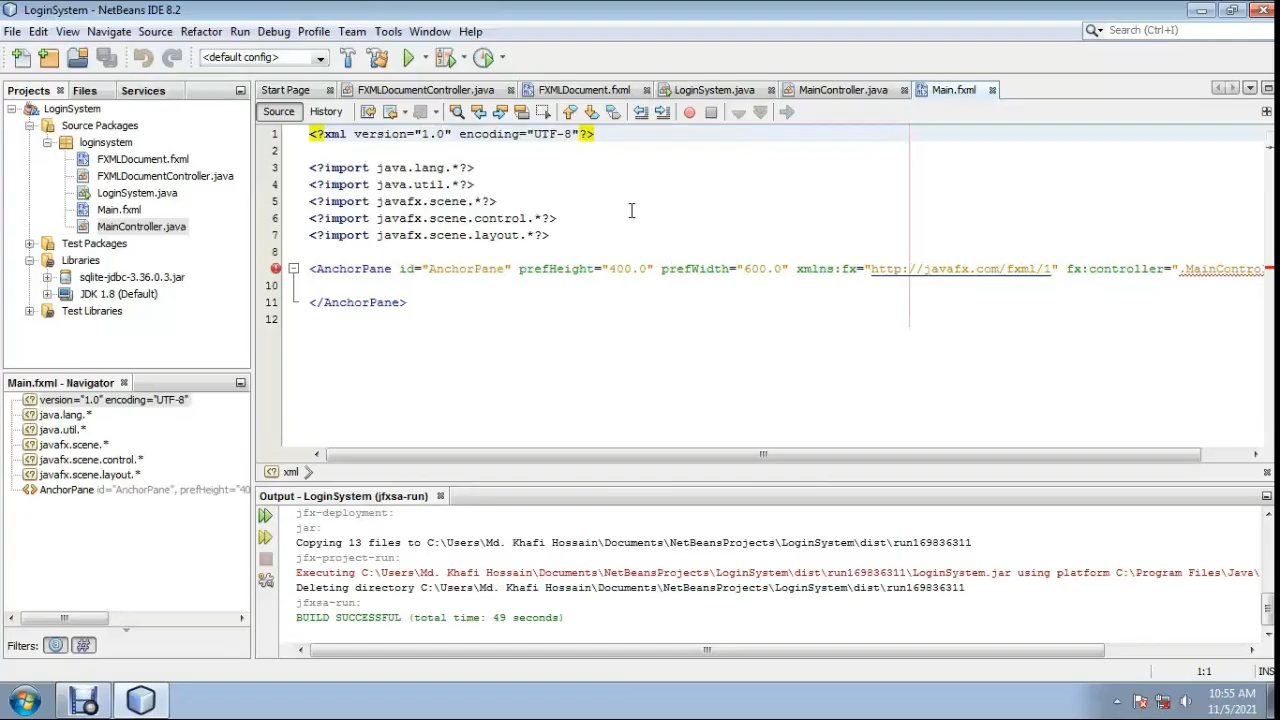 LoginSystem - NetBeans IDE 8.2
File Edit View Navigate Source Refactor Run Debug Profile Team Tools Window Help
Search (Ctrl+I)
<default config>
Projects Files Services
LoginSystem
Source Packages
loginsystem
FXMLDocument.fxml
FXMLDocumentController.java
LoginSystem.java
Main.fxml
MainController.java
Test Packages
Libraries
sqlite-jdbc-3.36.0.3.jar
JDK 1.8 (Default)
Test Libraries
Main.fxml - Navigator
version="1.0" encoding="UTF-8"
java.lang.*
java.util.*
javafx.scene.*
javafx.scene.control.*
javafx.scene.layout.*
AnchorPane id="AnchorPane", prefHeight="40
Filters:
Start Page FXMLDocumentController.java FXMLDocument.fxml LoginSystem.java MainController.java Main.fxml
Source History
1 <?xml version="1.0" encoding="UTF-8"?>
2
3 <?import java.lang.*?>
4 <?import java.util.*?>
5 <?import javafx.scene.*?>
6 <?import javafx.scene.control.*?>
7 <?import javafx.scene.layout.*?>
8
<AnchorPane id="AnchorPane" prefHeight="400.0" prefWidth="600.0" xmlns:fx="http://javafx.com/fxml/1" fx:controller=".MainContro
10
11 </AnchorPane>
12
xml
Output - LoginSystem (jfxsa-run)
jfx-deployment:
jar:
Copying 13 files to C:\Users\Md. Khafi Hossain\Documents\NetBeansProjects\LoginSystem\dist\run169836311
jfx-project-run:
Executing C:\Users\Md. Khafi Hossain\Documents\NetBeansProjects\LoginSystem\dist\run169836311\LoginSystem.jar using platform C:\Program Files\Java\
Deleting directory C:\Users\Md. Khafi Hossain\Documents\NetBeansProjects\LoginSystem\dist\run169836311
jfxsa-run:
BUILD SUCCESSFUL (total time: 49 seconds)
1:1 INS
10:55 AM
11/5/2021